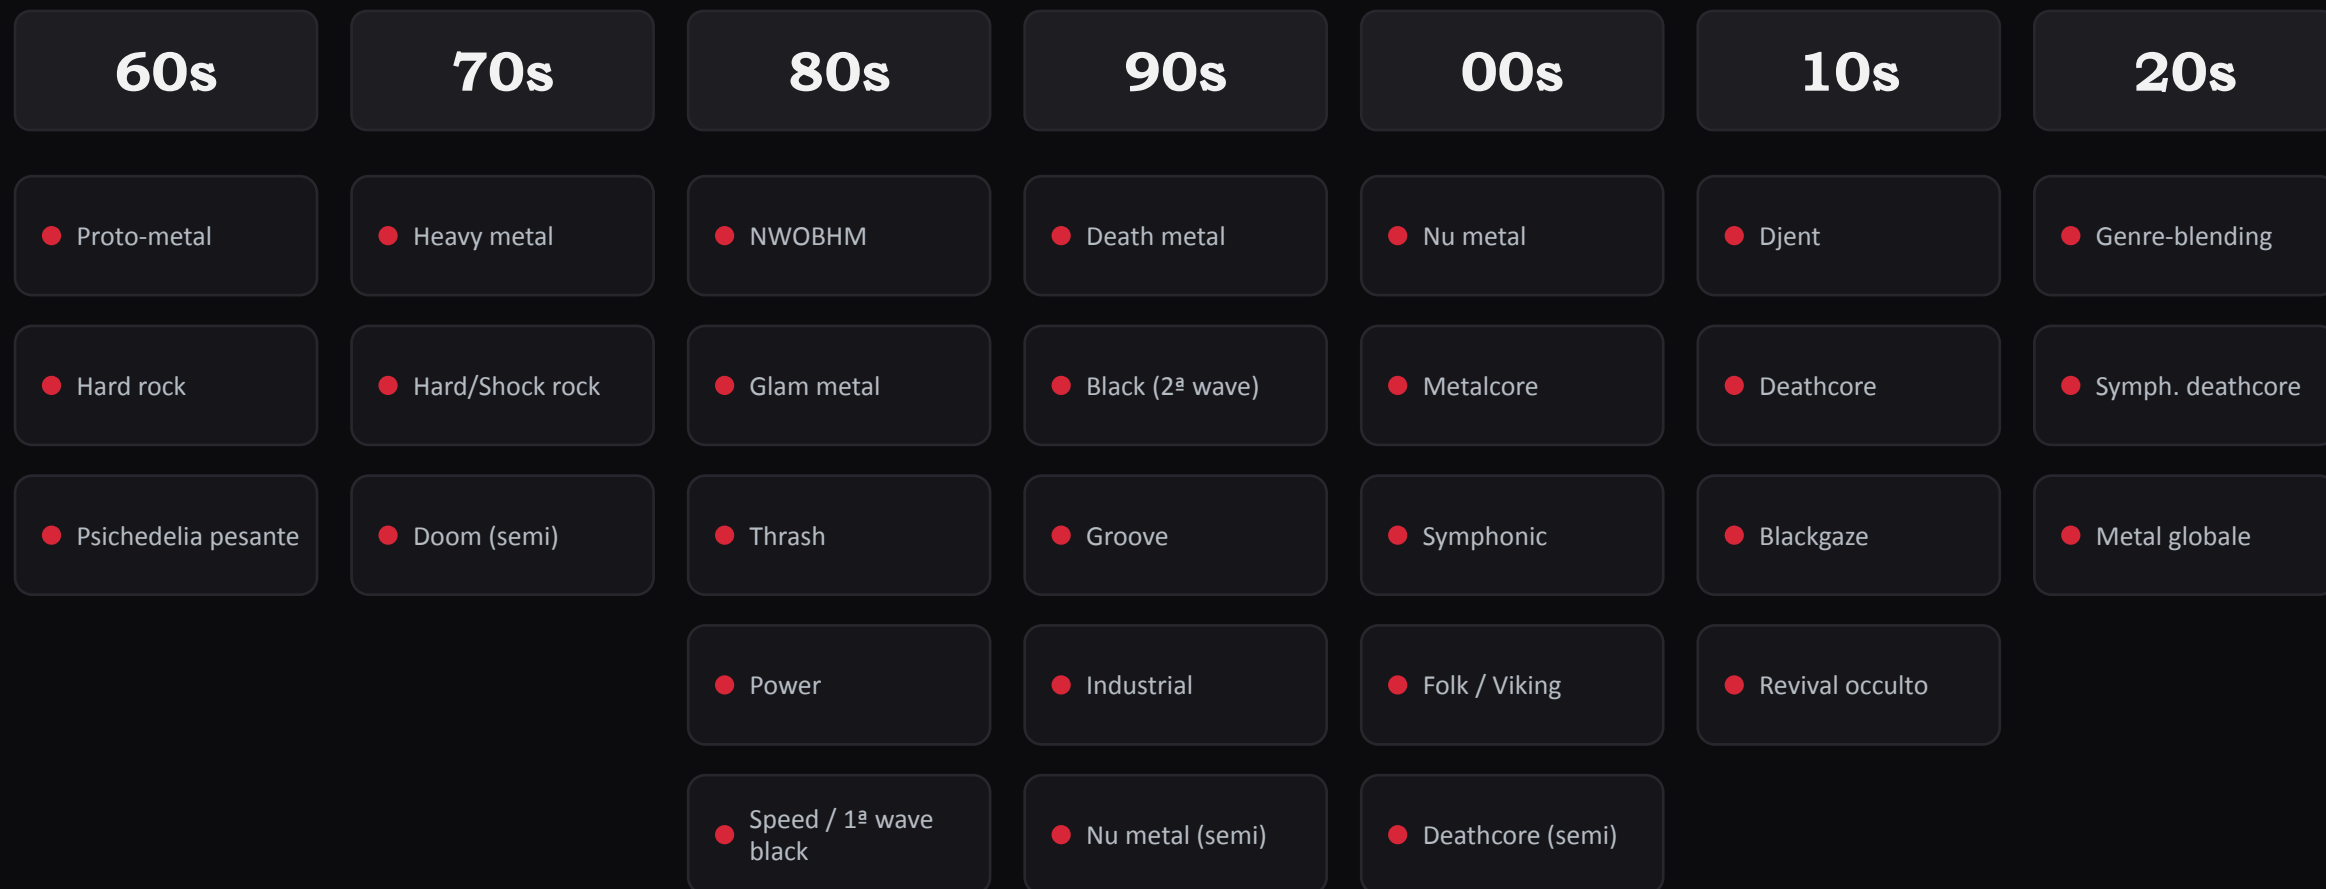 60s
70s
80s
90s
00s
10s
20s
Proto-metal
Heavy metal
NWOBHM
Death metal
Nu metal
Djent
Genre-blending
Hard rock
Hard/Shock rock
Glam metal
Black (2ª wave)
Metalcore
Deathcore
Symph. deathcore
Psichedelia pesante
Doom (semi)
Thrash
Groove
Symphonic
Blackgaze
Metal globale
Power
Industrial
Folk / Viking
Revival occulto
Speed / 1ª wave
black
Nu metal (semi)
Deathcore (semi)